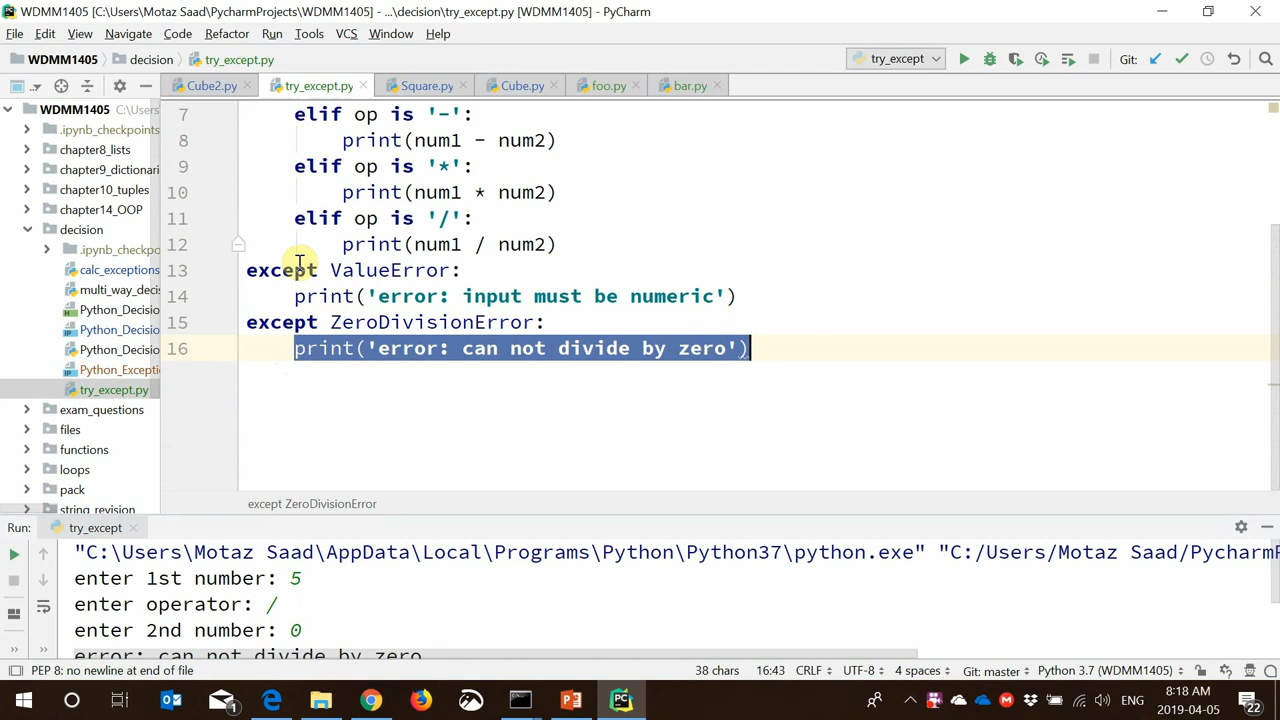 WDMM1405 [C:\Users\Motaz Saad\PycharmProjects\WDMM1405] - ...\decision\try_except.py [WDMM1405] - PyCharm
File Edit View Navigate Code Refactor Run Tools VCS Window Help
WDMM1405 decision try_except.py try_except Git:
Cube2.py try_except.py Square.py Cube.py foo.py bar.py
WDMM1405 C:\Users
.ipynb_checkpoints
chapter8_lists
chapter9_dictionari
chapter10_tuples
chapter14_OOP
decision
.ipynb_checkpo
calc_exceptions
multi_way_deci
Python_Decisio
Python_Decisio
Python_Decisio
Python_Exceptio
try_except.py
exam_questions
files
functions
loops
pack
string_revision
7 elif op is '-':
8 print(num1 - num2)
9 elif op is '*':
10 print(num1 * num2)
11 elif op is '/':
12 print(num1 / num2)
13 except ValueError:
14 print('error: input must be numeric')
15 except ZeroDivisionError:
16 print('error: can not divide by zero')
except ZeroDivisionError
Run: try_except
"C:\Users\Motaz Saad\AppData\Local\Programs\Python\Python37\python.exe" "C:/Users/Motaz Saad/PycharmP
enter 1st number: 5
enter operator: /
enter 2nd number: 0
error: can not divide by zero
PEP 8: no newline at end of file 38 chars 16:43 CRLF UTF-8 4 spaces Git: master Python 3.7 (WDMM1405)
ENG 8:18 AM
2019-04-05 22